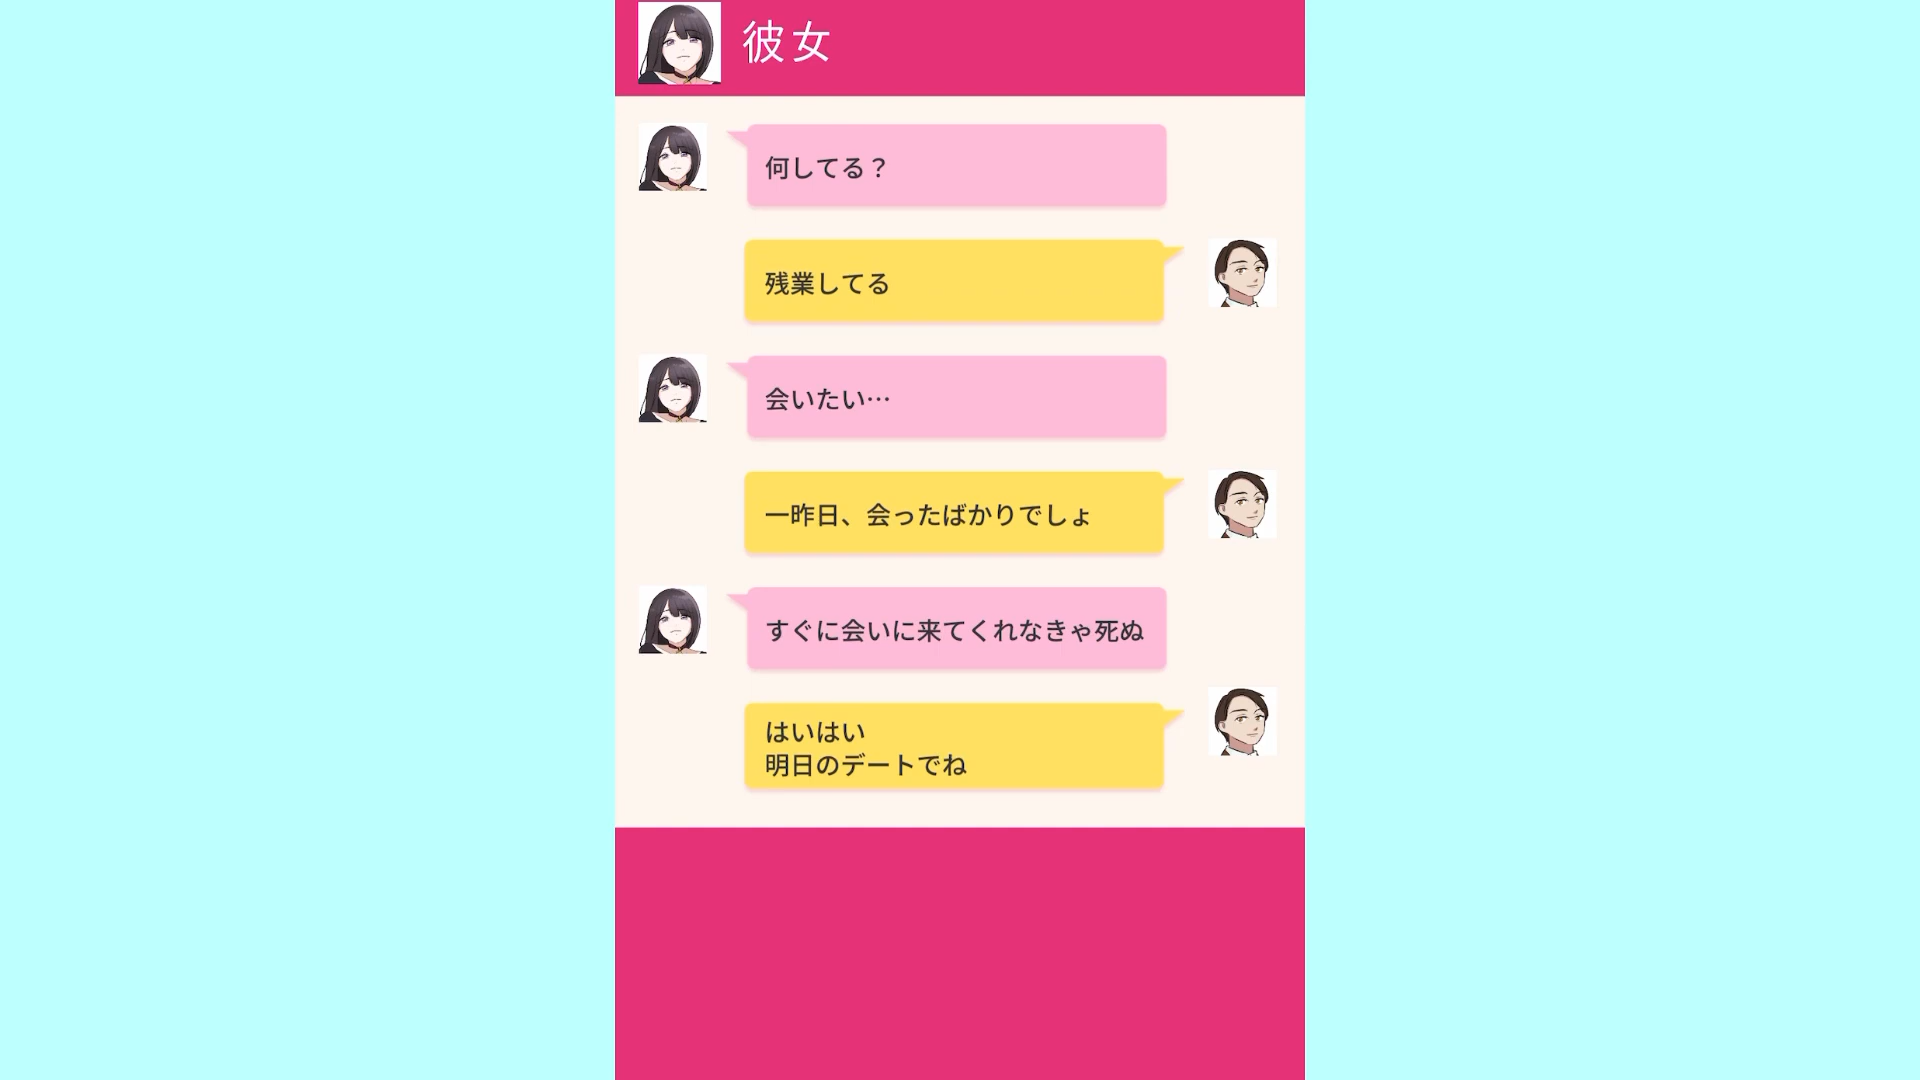 彼女
何してる？
残業してる
会いたい…
一昨日、会ったばかりでしょ
すぐに会いに来てくれなきゃ死ぬ
はいはい
明日のデートでね